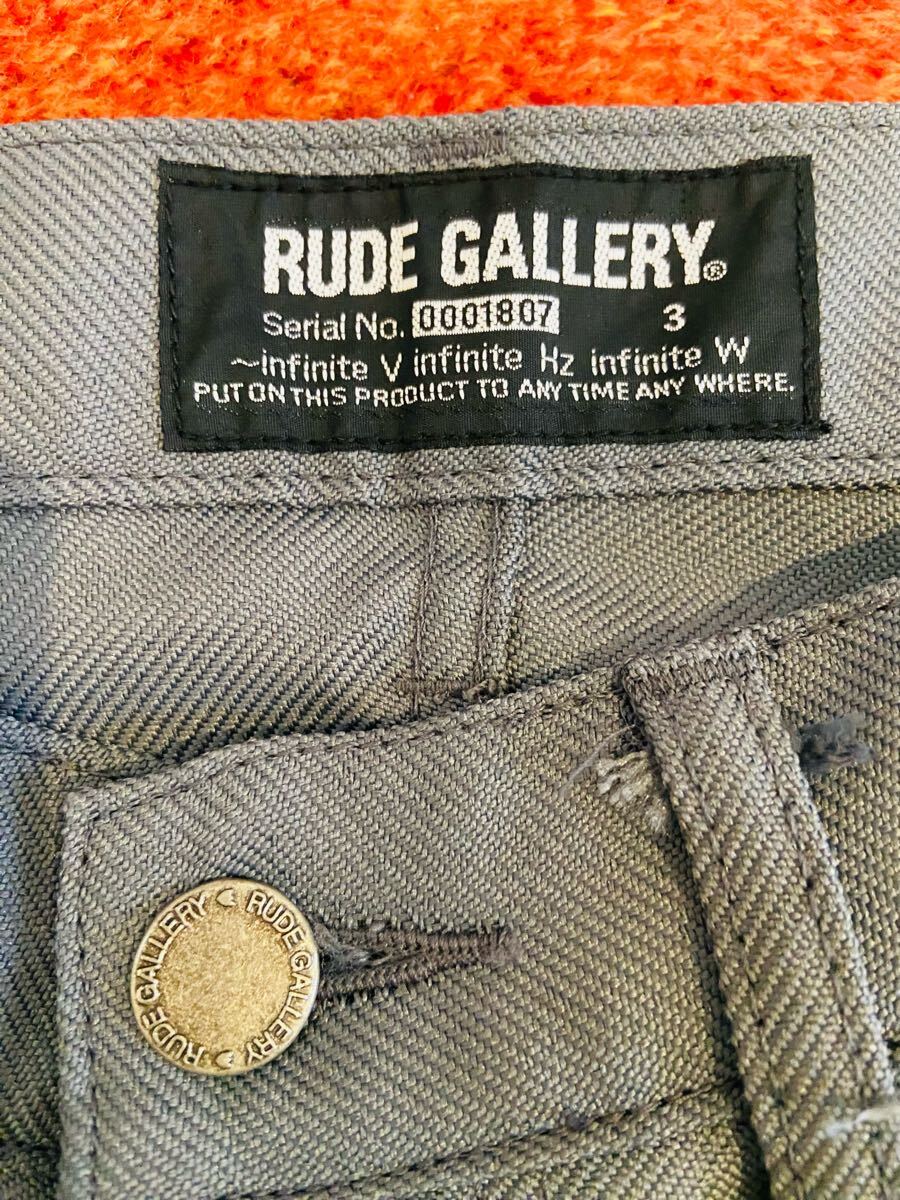 RUDE GALLERY®
Serial No. 0001807 3
~infinite V infinite Hz infinite W
PUT ON THIS PRODUCT TO ANY TIME ANY WHERE.
RUDE GALLERY
RUDE GALLERY